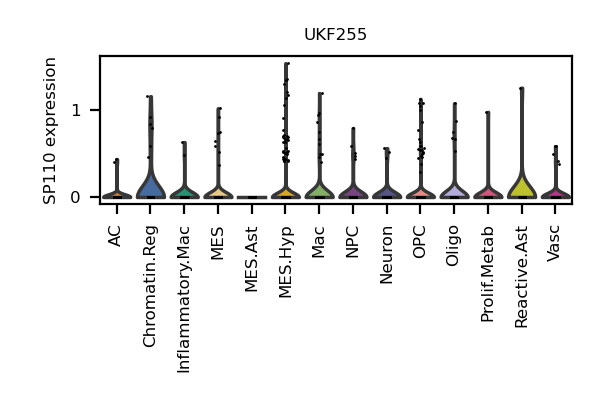 UKF255
SP110 expression
1
0
AC
Chromatin.Reg
Inflammatory.Mac
MES
MES.Ast
MES.Hyp
Mac
NPC
Neuron
OPC
Oligo
Prolif.Metab
Reactive.Ast
Vasc